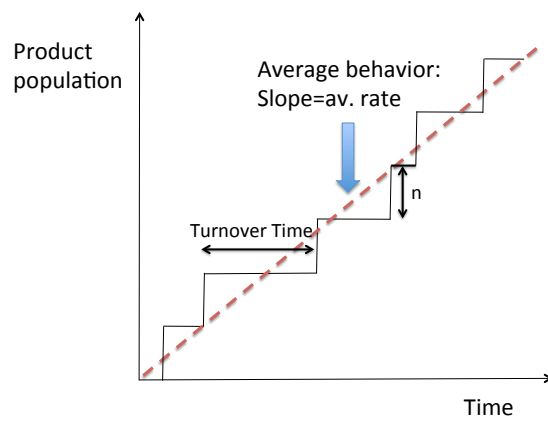 Product
population
Average behavior:
Slope=av. rate
n
Turnover Time
Time